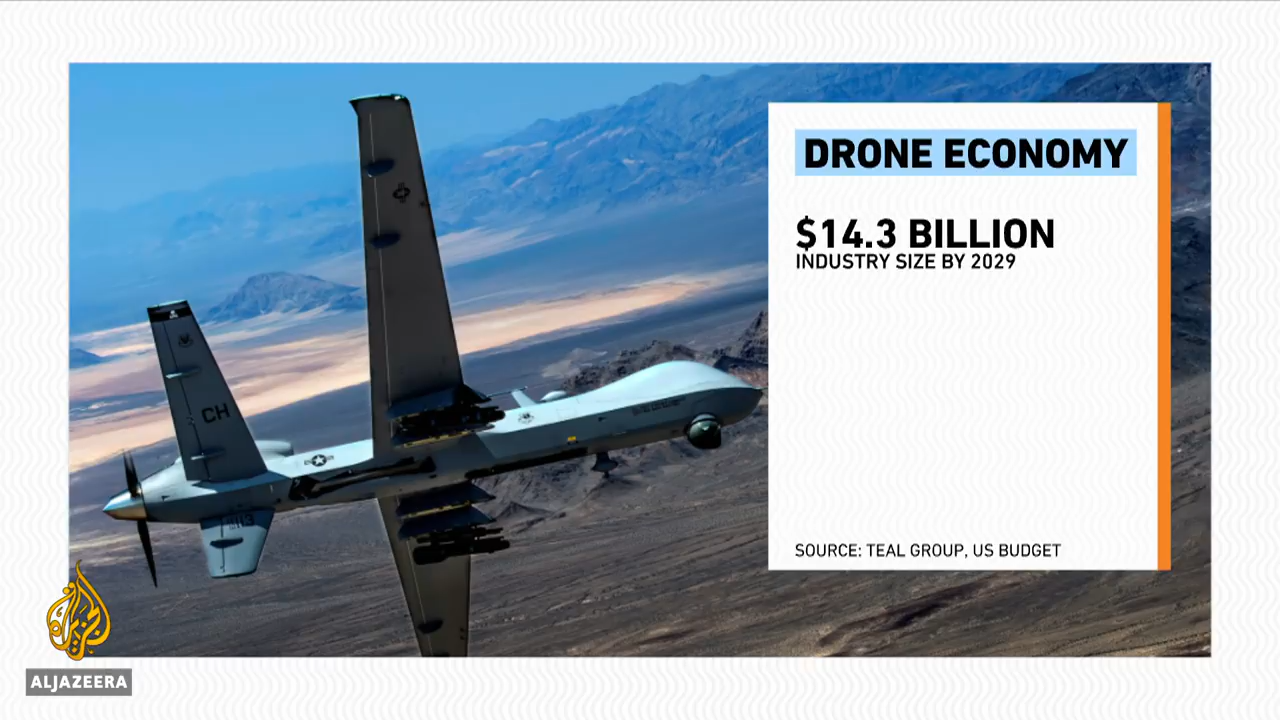 DRONE ECONOMY
$14.3 BILLION
INDUSTRY SIZE BY 2029
SOURCE: TEAL GROUP, US BUDGET
CH
ALJAZEERA